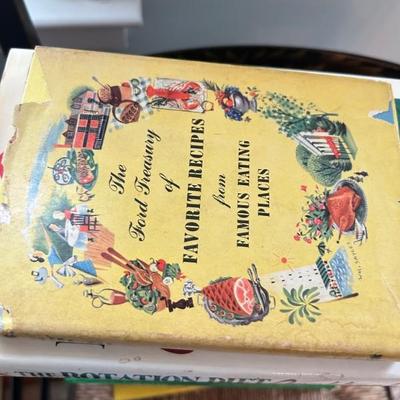 The
Ford Treasury
of
FAVORITE RECIPES
from
FAMOUS EATING
PLACES
THE ROTATION DIET